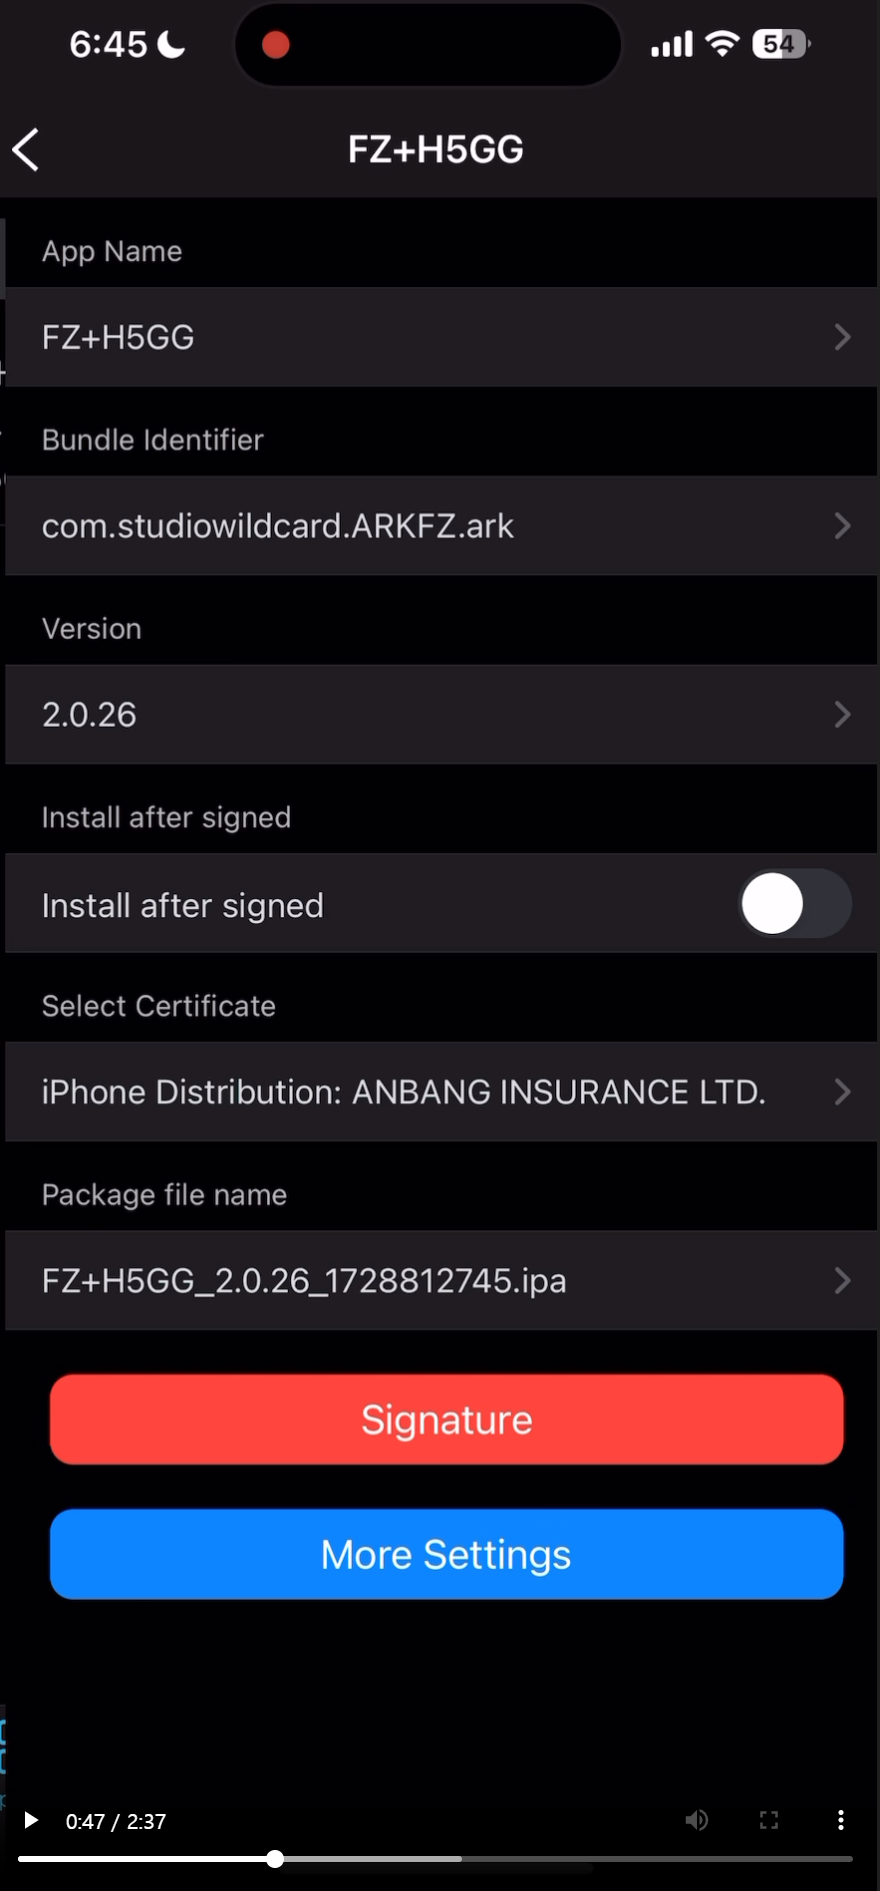 6:45
54
FZ+H5GG
App Name
FZ+H5GG
Bundle Identifier
com.studiowildcard.ARKFZ.ark
Version
2.0.26
Install after signed
Install after signed
Select Certificate
iPhone Distribution: ANBANG INSURANCE LTD.
Package file name
FZ+H5GG_2.0.26_1728812745.ipa
Signature
More Settings
0:47 / 2:37